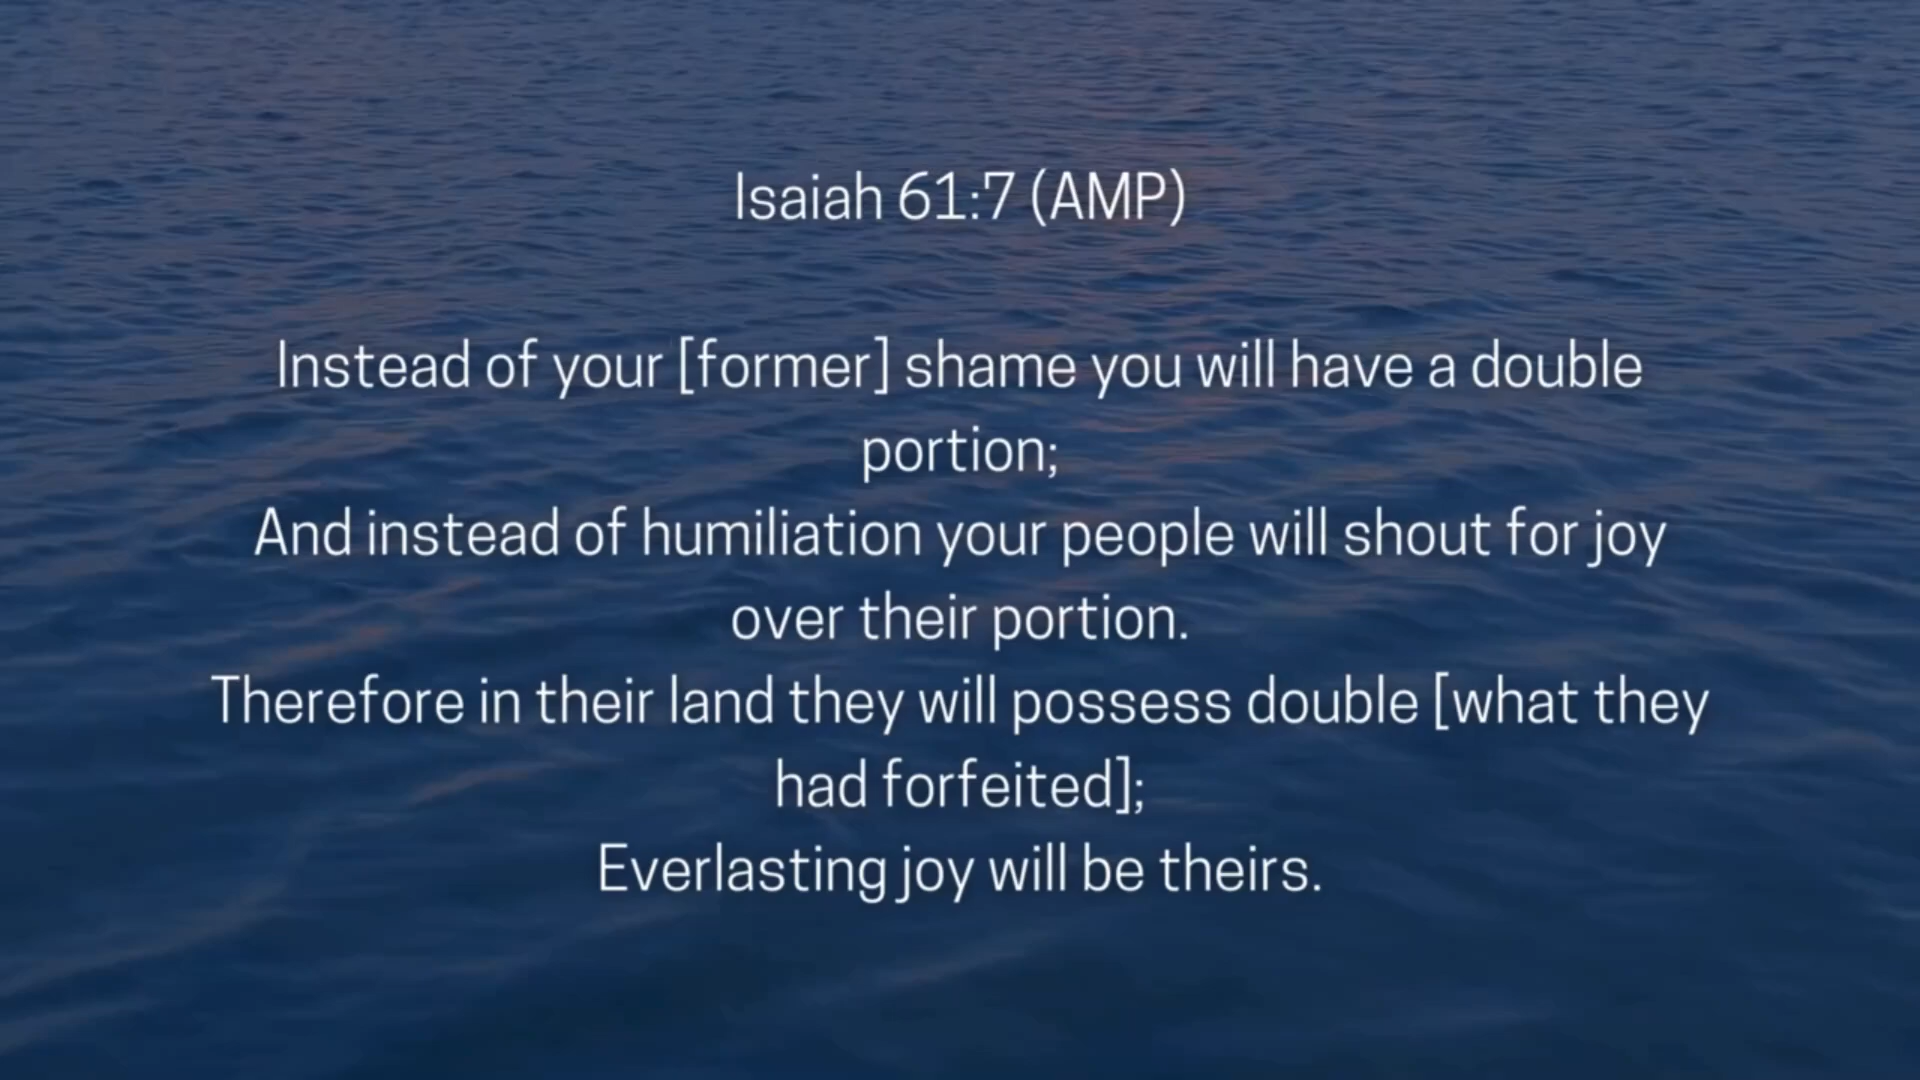 Isaiah 61:7 (AMP)
Instead of your [former] shame you will have a double
portion;
And instead of humiliation your people will shout for joy
over their portion.
Therefore in their land they will possess double [what they
had forfeited];
Everlasting joy will be theirs.